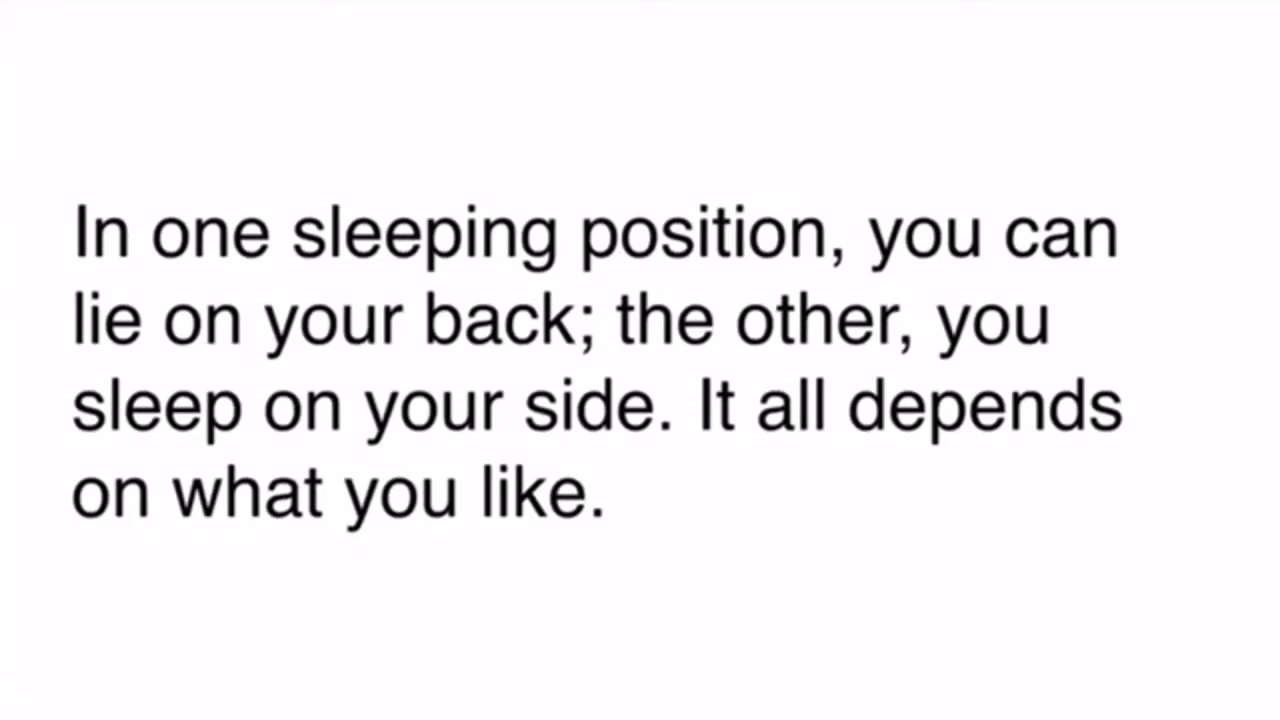 In one sleeping position, you can
lie on your back; the other, you
sleep on your side. It all depends
on what you like.